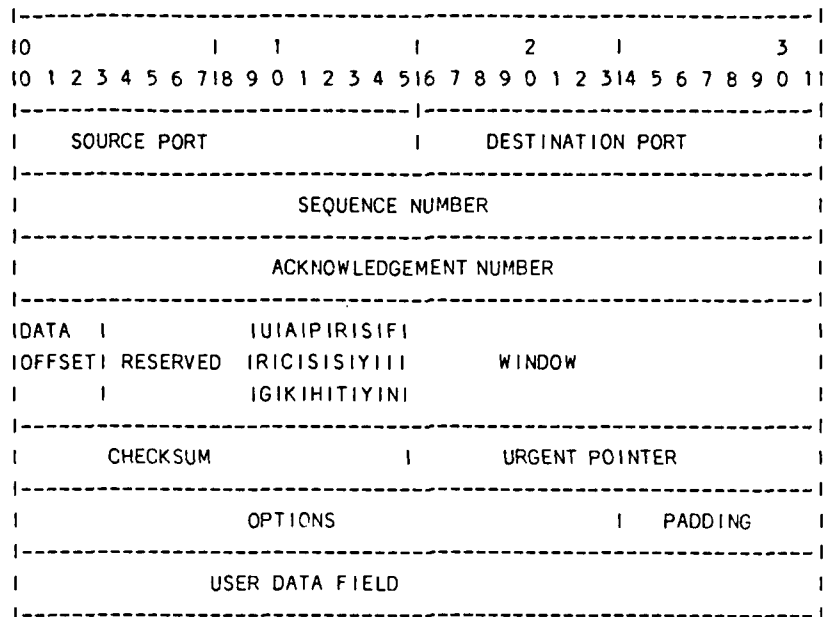 |0 | 1 | 2 | 3 |
|0 1 2 3 4 5 6 7|8 9 0 1 2 3 4 5|6 7 8 9 0 1 2 3|4 5 6 7 8 9 0 1|
| SOURCE PORT | DESTINATION PORT |
| SEQUENCE NUMBER |
| ACKNOWLEDGEMENT NUMBER |
|DATA | |U|A|P|R|S|F|
|OFFSET| RESERVED |R|C|S|S|Y|I| WINDOW |
| | |G|K|H|T|Y|N|
| CHECKSUM | URGENT POINTER |
| OPTIONS | PADDING |
| USER DATA FIELD |